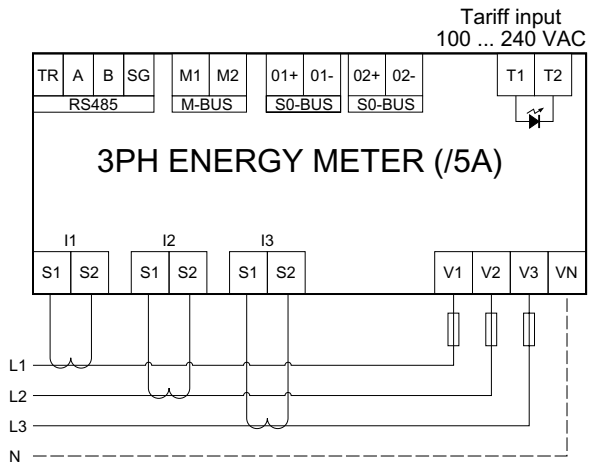 Tariff input
100 ... 240 VAC
TR A B SG M1 M2 01+ 01- 02+ 02- T1 T2
RS485 M-BUS S0-BUS S0-BUS
3PH ENERGY METER (/5A)
I1 I2 I3
S1 S2 S1 S2 S1 S2 V1 V2 V3 VN
L1
L2
L3
N